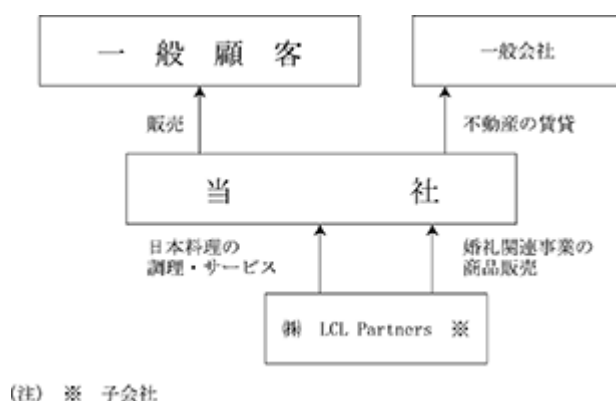 一般顧客
一般会社
販売
不動産の賃貸
当社
日本料理の
調理・サービス
婚礼関連事業の
商品販売
㈱ LCL Partners ※
(注) ※ 子会社